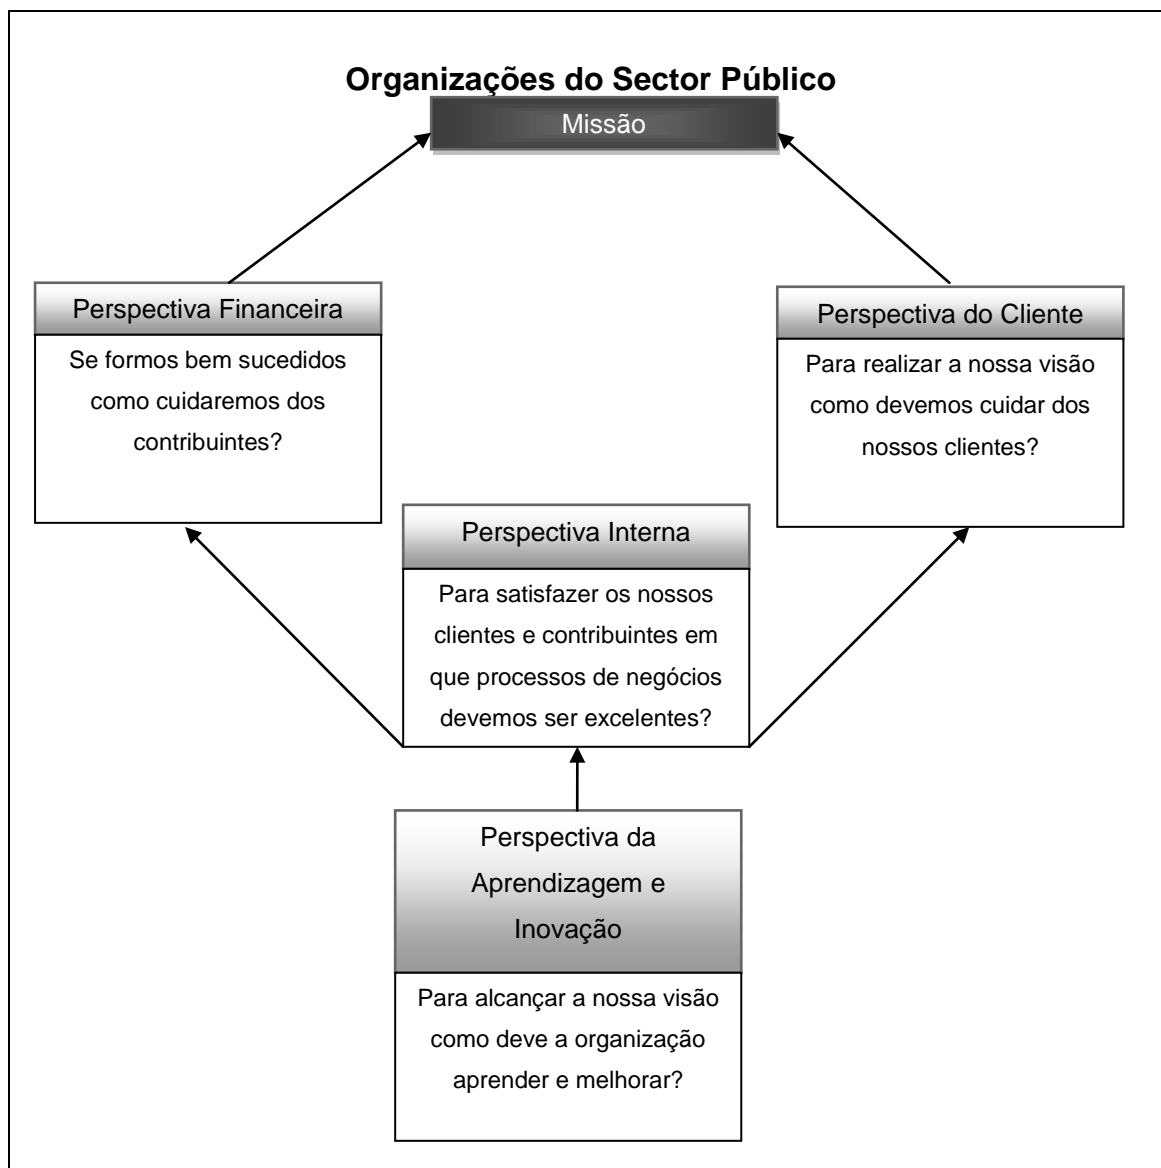 Organizações do Sector Público
Missão
Perspectiva Financeira
Se formos bem sucedidos
como cuidaremos dos
contribuintes?
Perspectiva do Cliente
Para realizar a nossa visão
como devemos cuidar dos
nossos clientes?
Perspectiva Interna
Para satisfazer os nossos
clientes e contribuintes em
que processos de negócios
devemos ser excelentes?
Perspectiva da
Aprendizagem e
Inovação
Para alcançar a nossa visão
como deve a organização
aprender e melhorar?